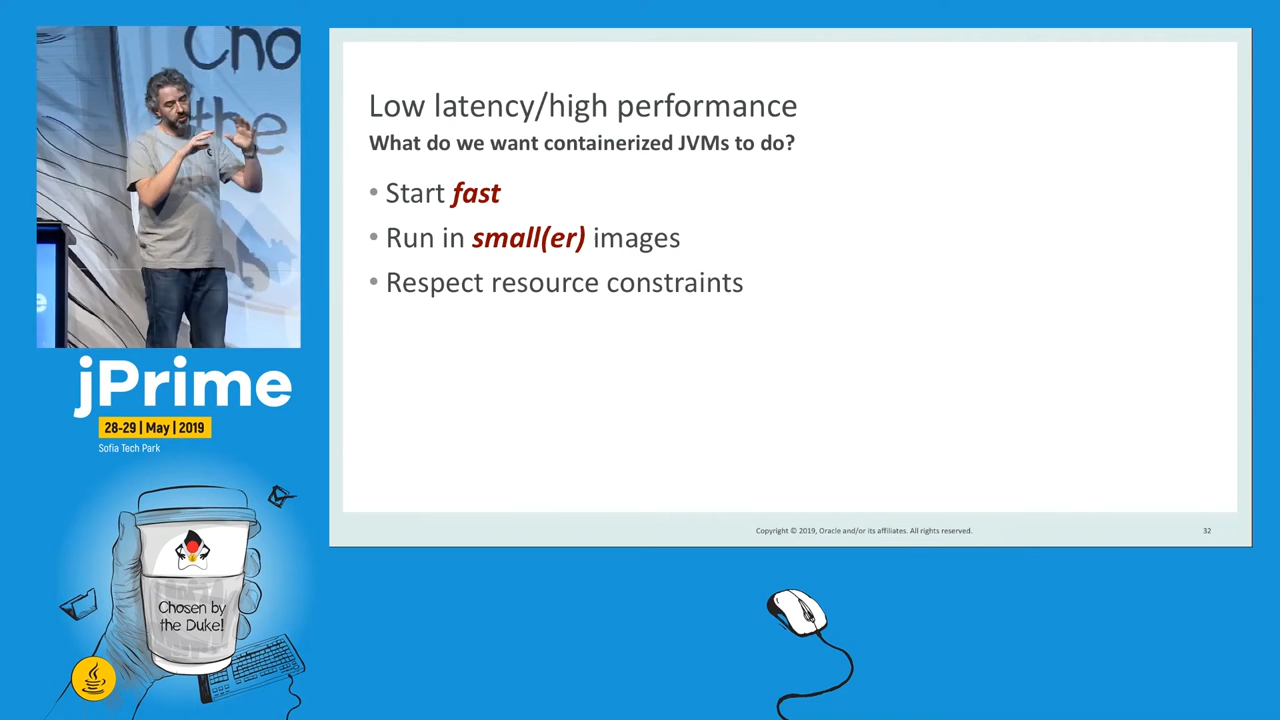 Cho
the
e
jPrime
28-29 | May | 2019
Sofia Tech Park
Chosen by
the Duke!
Low latency/high performance
What do we want containerized JVMs to do?
• Start fast
• Run in small(er) images
• Respect resource constraints
Copyright © 2019, Oracle and/or its affiliates. All rights reserved.
32